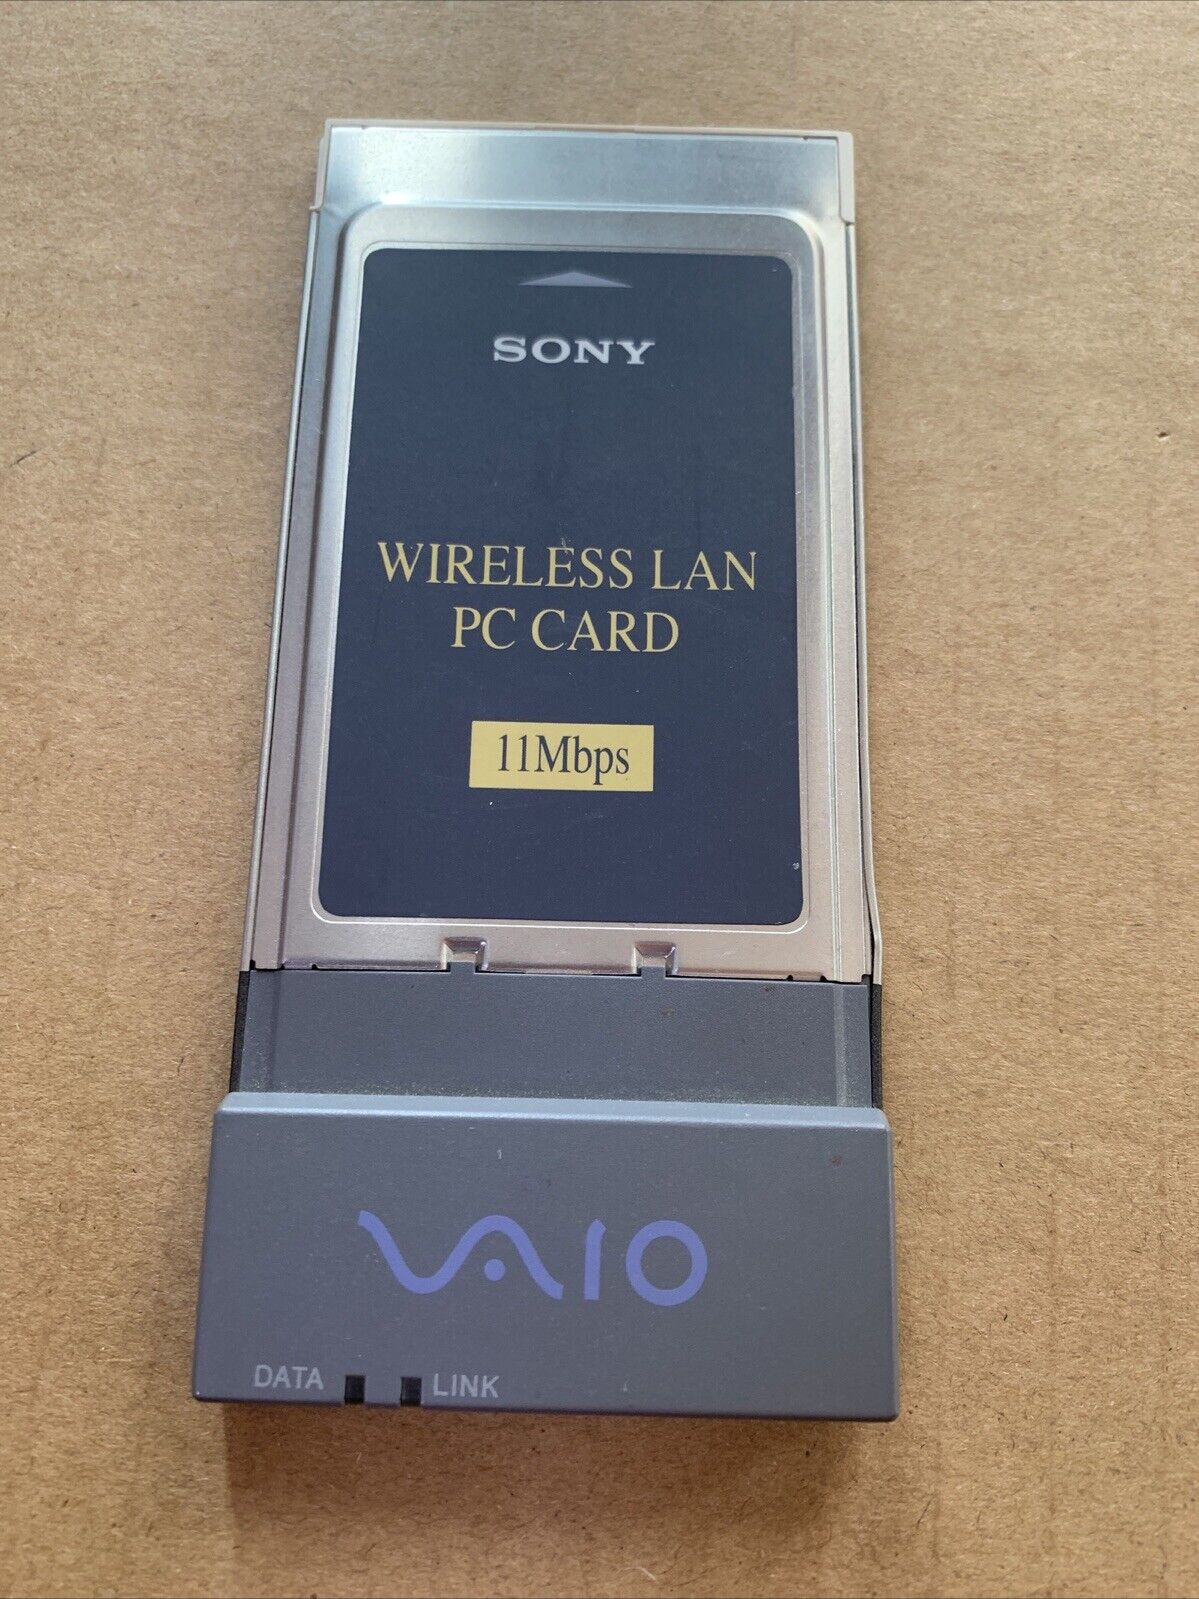 SONY
WIRELESS LAN
PC CARD
11Mbps
VAIO
DATA LINK